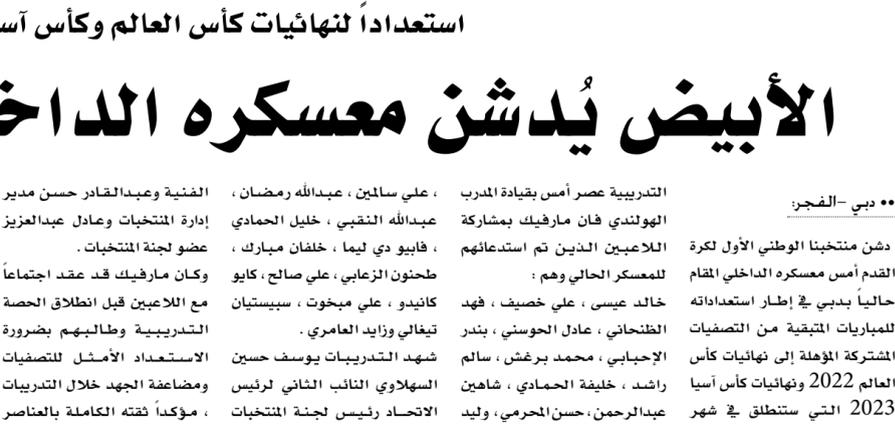 استعداداً لنهائيات كأس العالم وكأس
الأبيض يُدشن معسكره
•• دبي –الفجر:
دشن منتخبنا الوطني الأول لكرة
القدم أمس معسكره الداخلي المقام
حالياً بدبي في إطار استعداداته
للمباريات المتبقية من التصفيات
المشتركة المؤهلة إلى نهائيات كأس
العالم 2022 ونهائيات كأس آسيا
2023 التي ستنطلق في شهر
التدريبية عصر أمس بقيادة المدرب
الهولندي فان مارفيك بمشاركة
اللاعبين الذين تم استدعائهم
للمعسكر الحالي وهم :
خالد عيسى ، علي خصيف ، فهد
الظنحاني ، عادل الحوسني ، بندر
الإحبابي ، محمد برغش ، سالم
راشد ، خليفة الحمادي ، شاهين
عبدالرحمن ، حسن المحرمي ، وليد
، علي سالمين ، عبدالله رمضان ،
عبدالله النقبي ، خليل الحمادي
، فابيو دي ليما ، خلفان مبارك ،
طحنون الزعابي ، علي صالح ، كايو
كانيدو ، علي مبخوت ، سيبستيان
تيغالي وزايد العامري .
شهد التدريبات يوسف حسين
السهلاوي النائب الثاني لرئيس
الاتحاد رئيس لجنة المنتخبات
الفنية وعبدالقادر حسن مدير
إدارة المنتخبات وعادل عبدالعزيز
عضو لجنة المنتخبات .
وكان مارفيك قد عقد اجتماعاً
مع اللاعبين قبل انطلاق الحصة
التدريبية وطالبهم بضرورة
الاستعداد الأمثل للتصفيات
ومضاعفة الجهد خلال التدريبات
، مؤكداً ثقته الكاملة بالعناصر